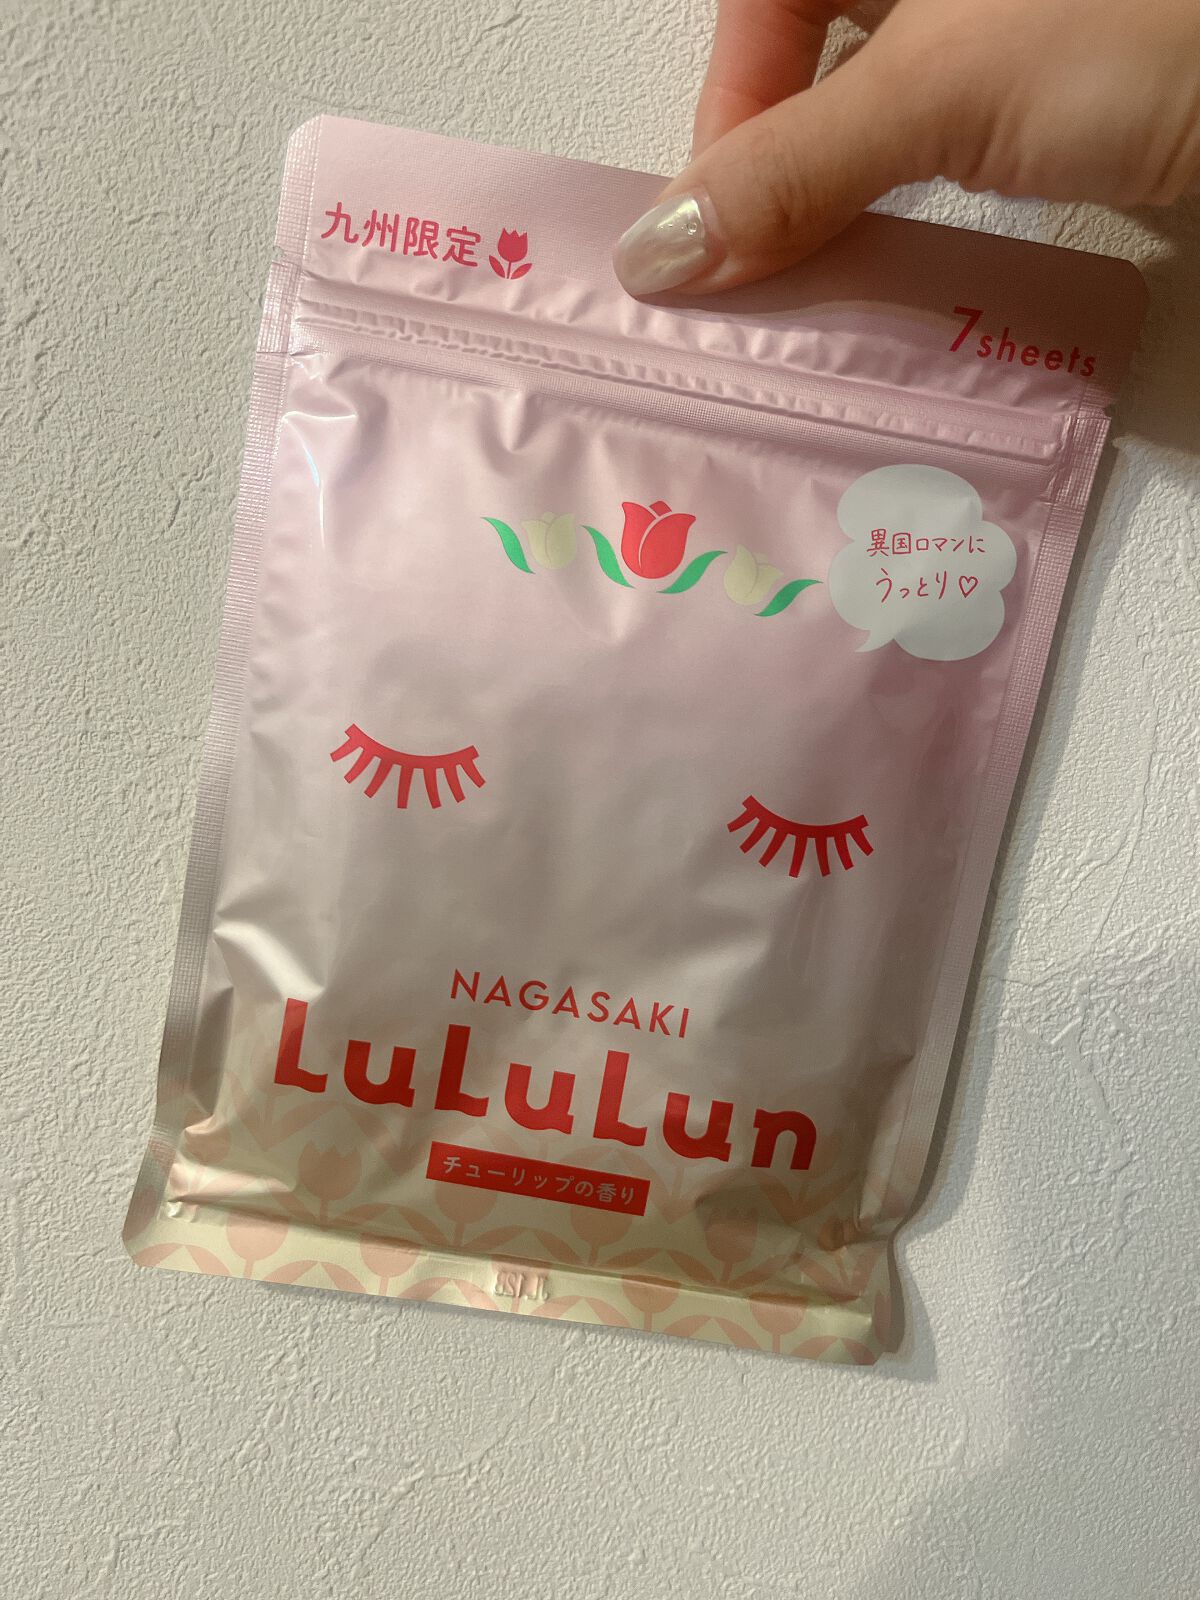 九州限定
7sheets
異国ロマンに
うっとり♡
NAGASAKI
LuLuLun
チューリップの香り